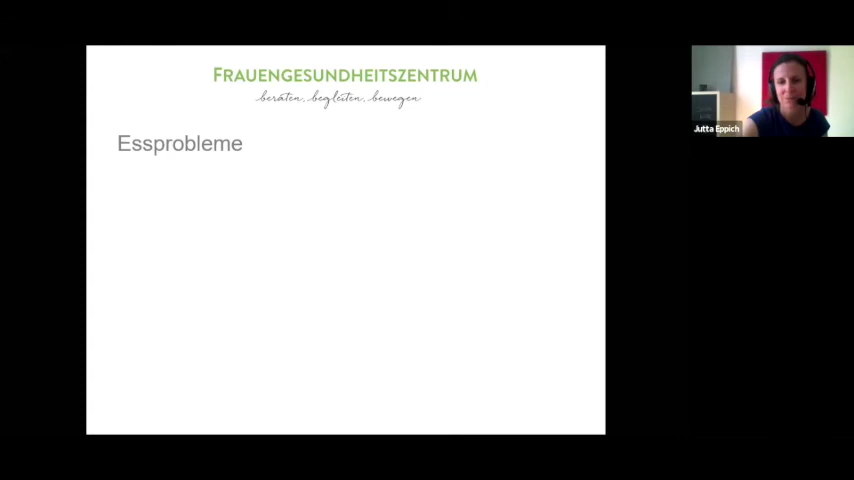 FRAUENGESUNDHEITSZENTRUM
beraten, begleiten, bewegen
Essprobleme
Jutta Eppich